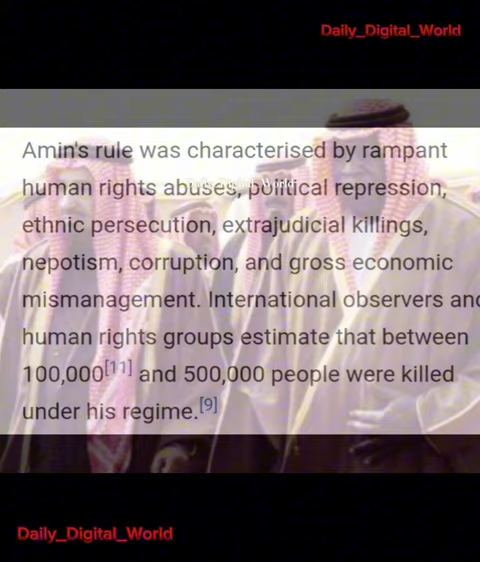 Daily_Digital_World
Amin's rule was characterised by rampant
human rights abuses, political repression,
ethnic persecution, extrajudicial killings,
nepotism, corruption, and gross economic
mismanagement. International observers and
human rights groups estimate that between
100,000[11] and 500,000 people were killed
under his regime.[9]
Daily_Digital_World